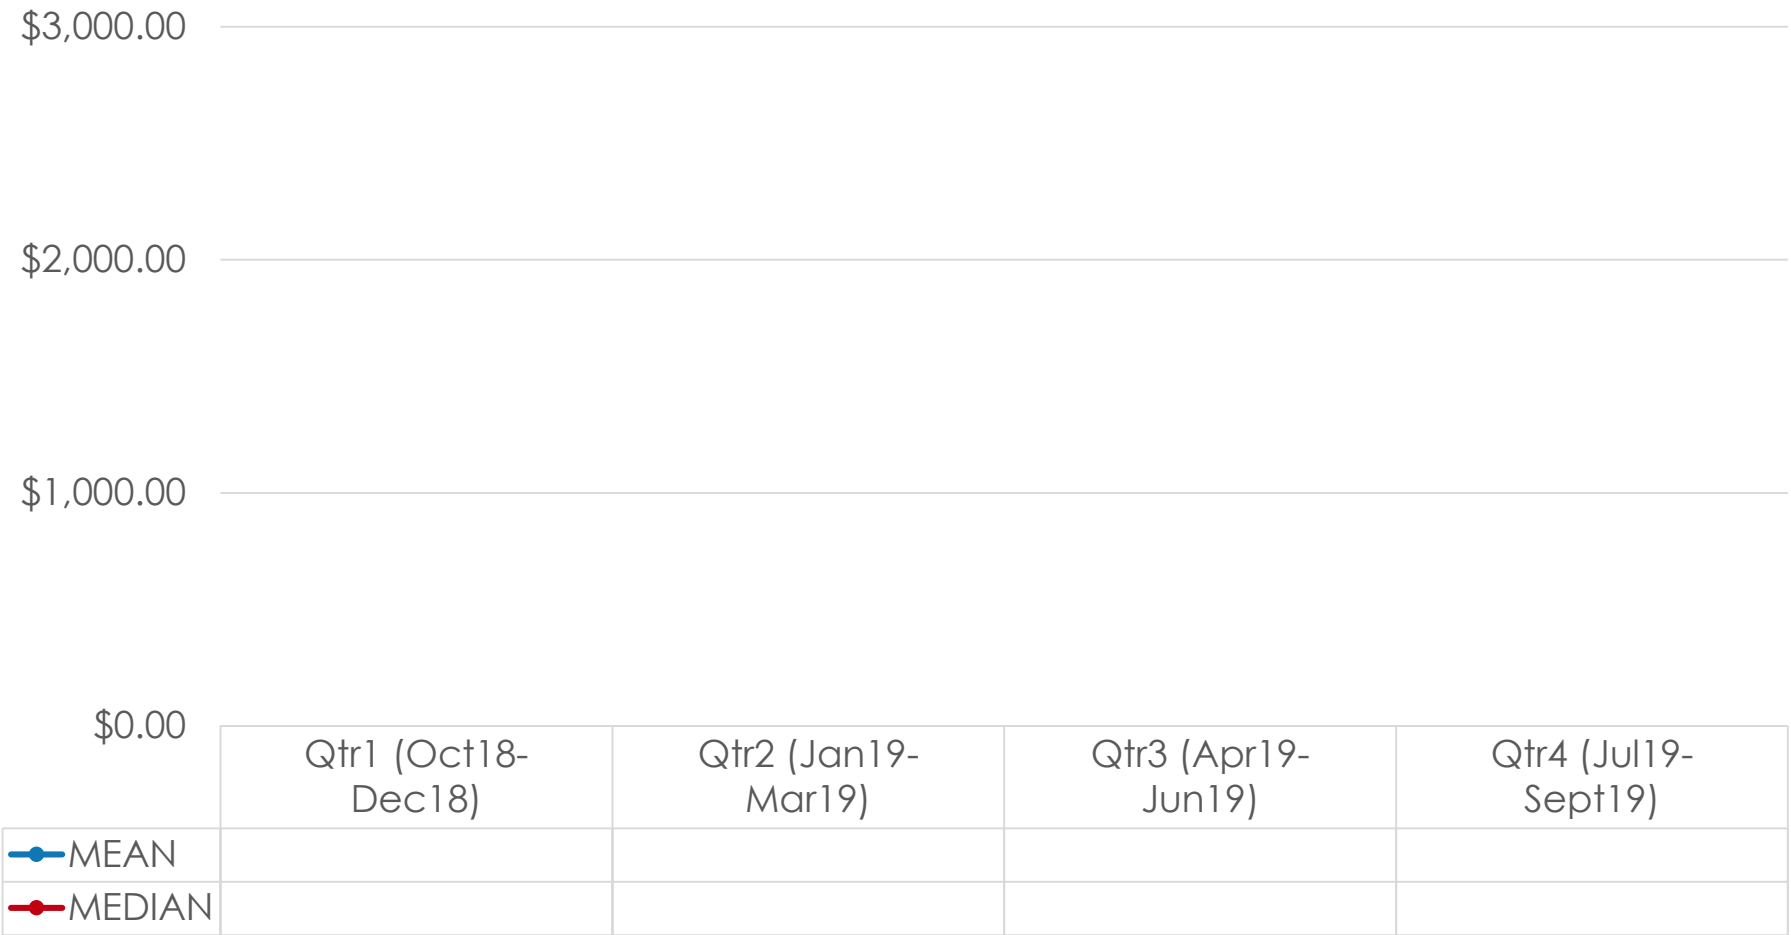 $3,000.00
$2,000.00
$1,000.00
$0.00
Qtr1 (Oct18-
Dec18)
Qtr2 (Jan19-
Mar19)
Qtr3 (Apr19-
Jun19)
Qtr4 (Jul19-
Sept19)
MEAN
MEDIAN